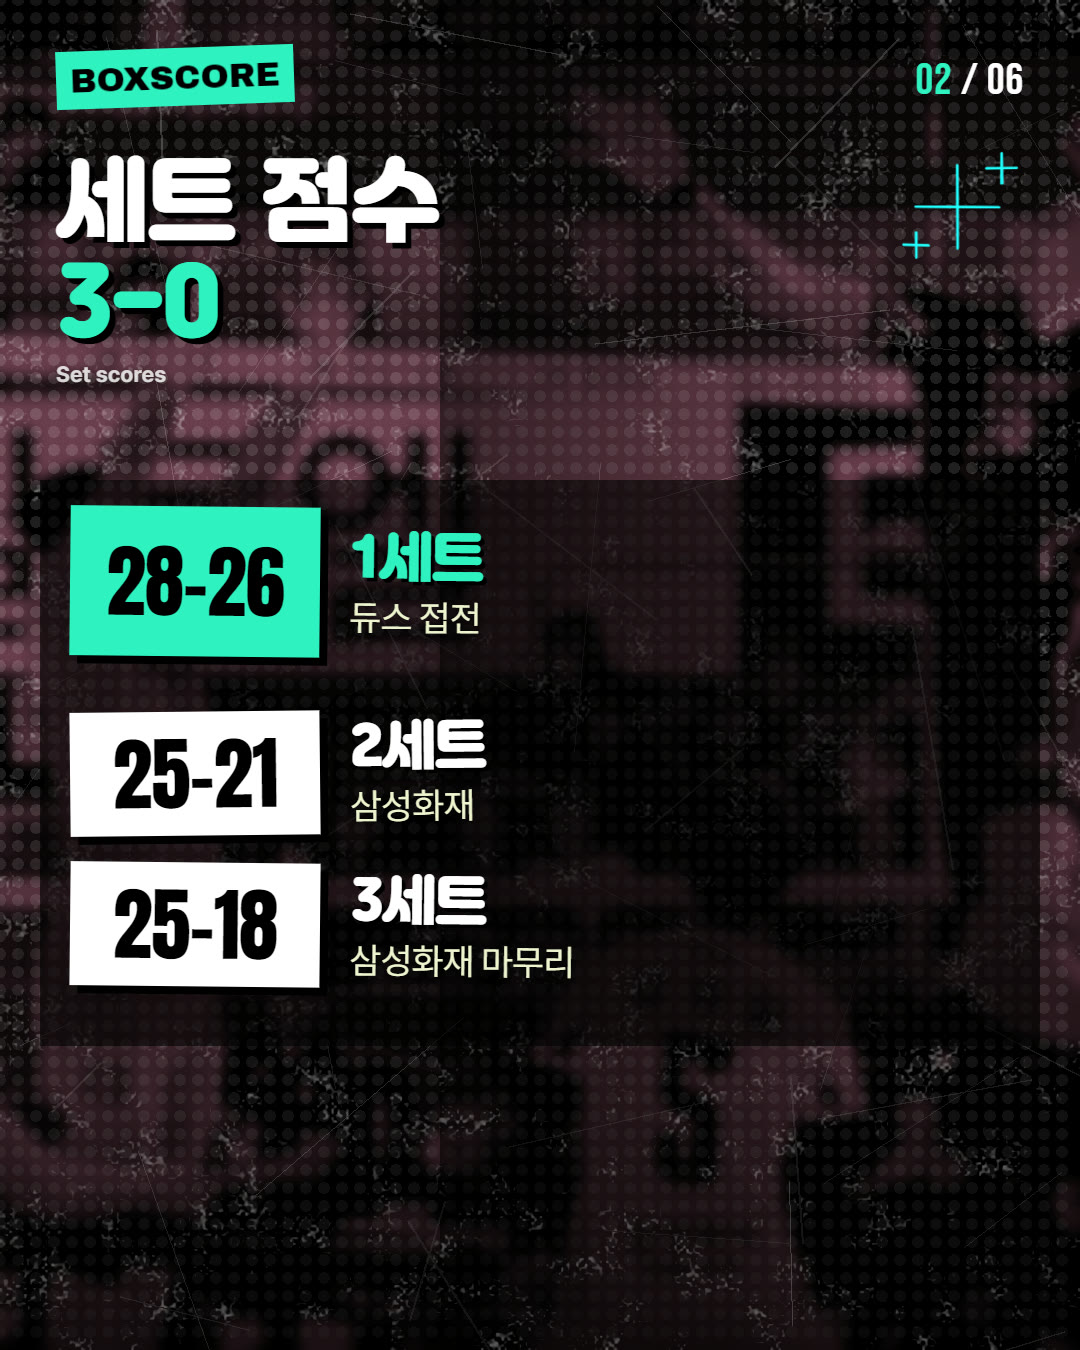 BOXSCORE
02 / 06
세트 점수
3-0
Set scores
28-26
1세트
듀스 접전
25-21
2세트
삼성화재
25-18
3세트
삼성화재 마무리